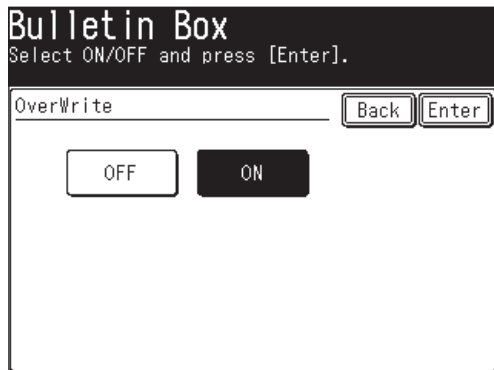 Bulletin Box
Select ON/OFF and press [Enter].
OverWrite
Back Enter
OFF ON